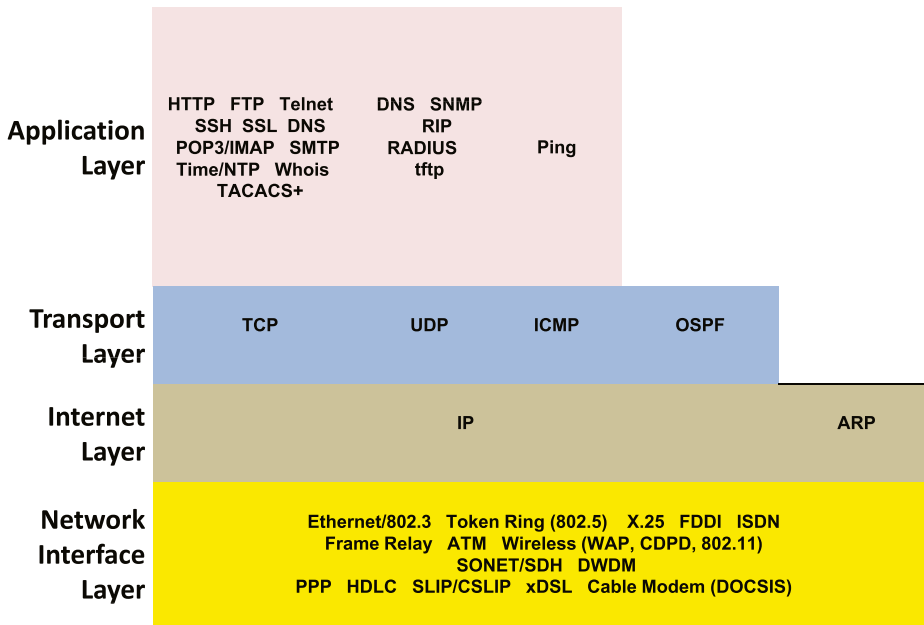 Application
Layer
HTTP FTP Telnet
SSH SSL DNS
POP3/IMAP SMTP
Time/NTP Whois
TACACS+
DNS SNMP
RIP
RADIUS
tftp
Ping
Transport
Layer
TCP
UDP
ICMP
OSPF
Internet
Layer
IP
ARP
Network
Interface
Layer
Ethernet/802.3 Token Ring (802.5) X.25 FDDI ISDN
Frame Relay ATM Wireless (WAP, CDPD, 802.11)
SONET/SDH DWDM
PPP HDLC SLIP/CSLIP xDSL Cable Modem (DOCSIS)